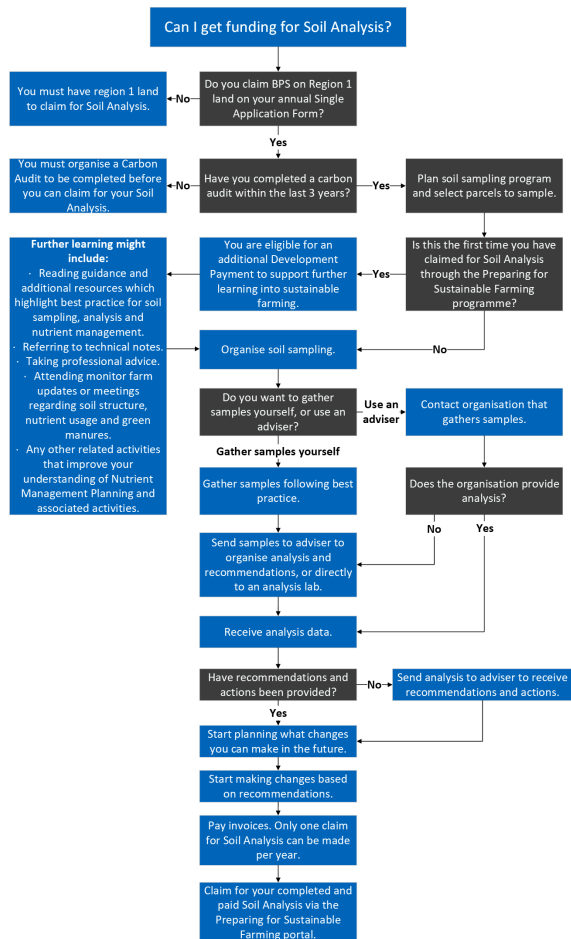 Can I get funding for Soil Analysis?
You must have region 1 land
to claim for Soil Analysis.
No
Do you claim BPS on Region 1
land on your annual Single
Application Form?
Yes
You must organise a Carbon
Audit to be completed before
you can claim for your Soil
Analysis.
No
Have you completed a carbon
audit within the last 3 years?
Yes
Plan soil sampling program
and select parcels to sample.
Further learning might
include:
· Reading guidance and
additional resources which
highlight best practice for soil
sampling, analysis and
nutrient management.
· Referring to technical notes.
· Taking professional advice.
· Attending monitor farm
updates or meetings
regarding soil structure,
nutrient usage and green
manures.
· Any other related activities
that improve your
understanding of Nutrient
Management Planning and
associated activities.
You are eligible for an
additional Development
Payment to support further
learning into sustainable
farming.
Yes
Is this the first time you have
claimed for Soil Analysis
through the Preparing for
Sustainable Farming
programme?
No
Organise soil sampling.
Do you want to gather
samples yourself, or use an
adviser?
Use an
adviser
Contact organisation that
gathers samples.
Gather samples yourself
Gather samples following best
practice.
Does the organisation provide
analysis?
No
Yes
Send samples to adviser to
organise analysis and
recommendations, or directly
to an analysis lab.
Receive analysis data.
Have recommendations and
actions been provided?
No
Send analysis to adviser to receive
recommendations and actions.
Yes
Start planning what changes
you can make in the future.
Start making changes based
on recommendations.
Pay invoices. Only one claim
for Soil Analysis can be made
per year.
Claim for your completed and
paid Soil Analysis via the
Preparing for Sustainable
Farming portal.